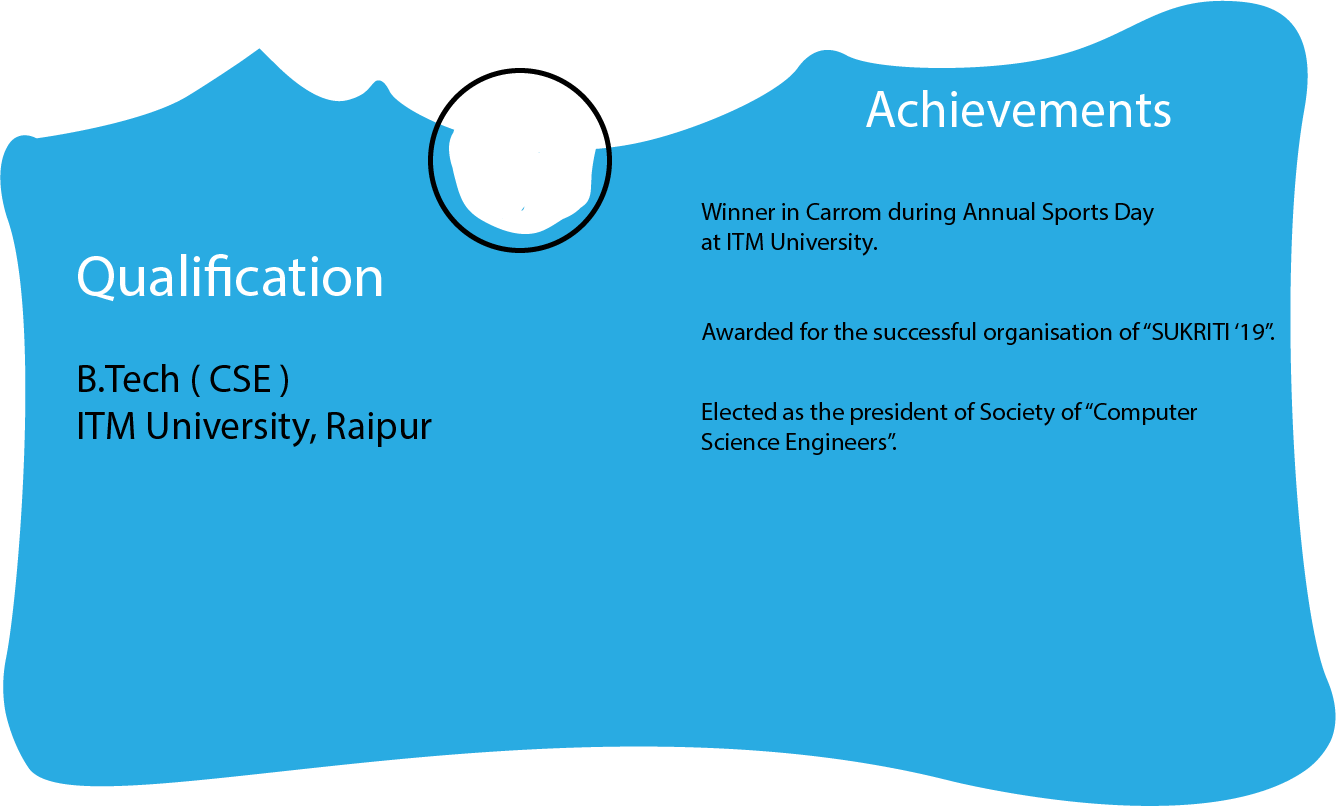 Qualification
B.Tech ( CSE )
ITM University, Raipur
Achievements
Winner in Carrom during Annual Sports Day
at ITM University.
Awarded for the successful organisation of “SUKRITI ‘19”.
Elected as the president of Society of “Computer
Science Engineers”.